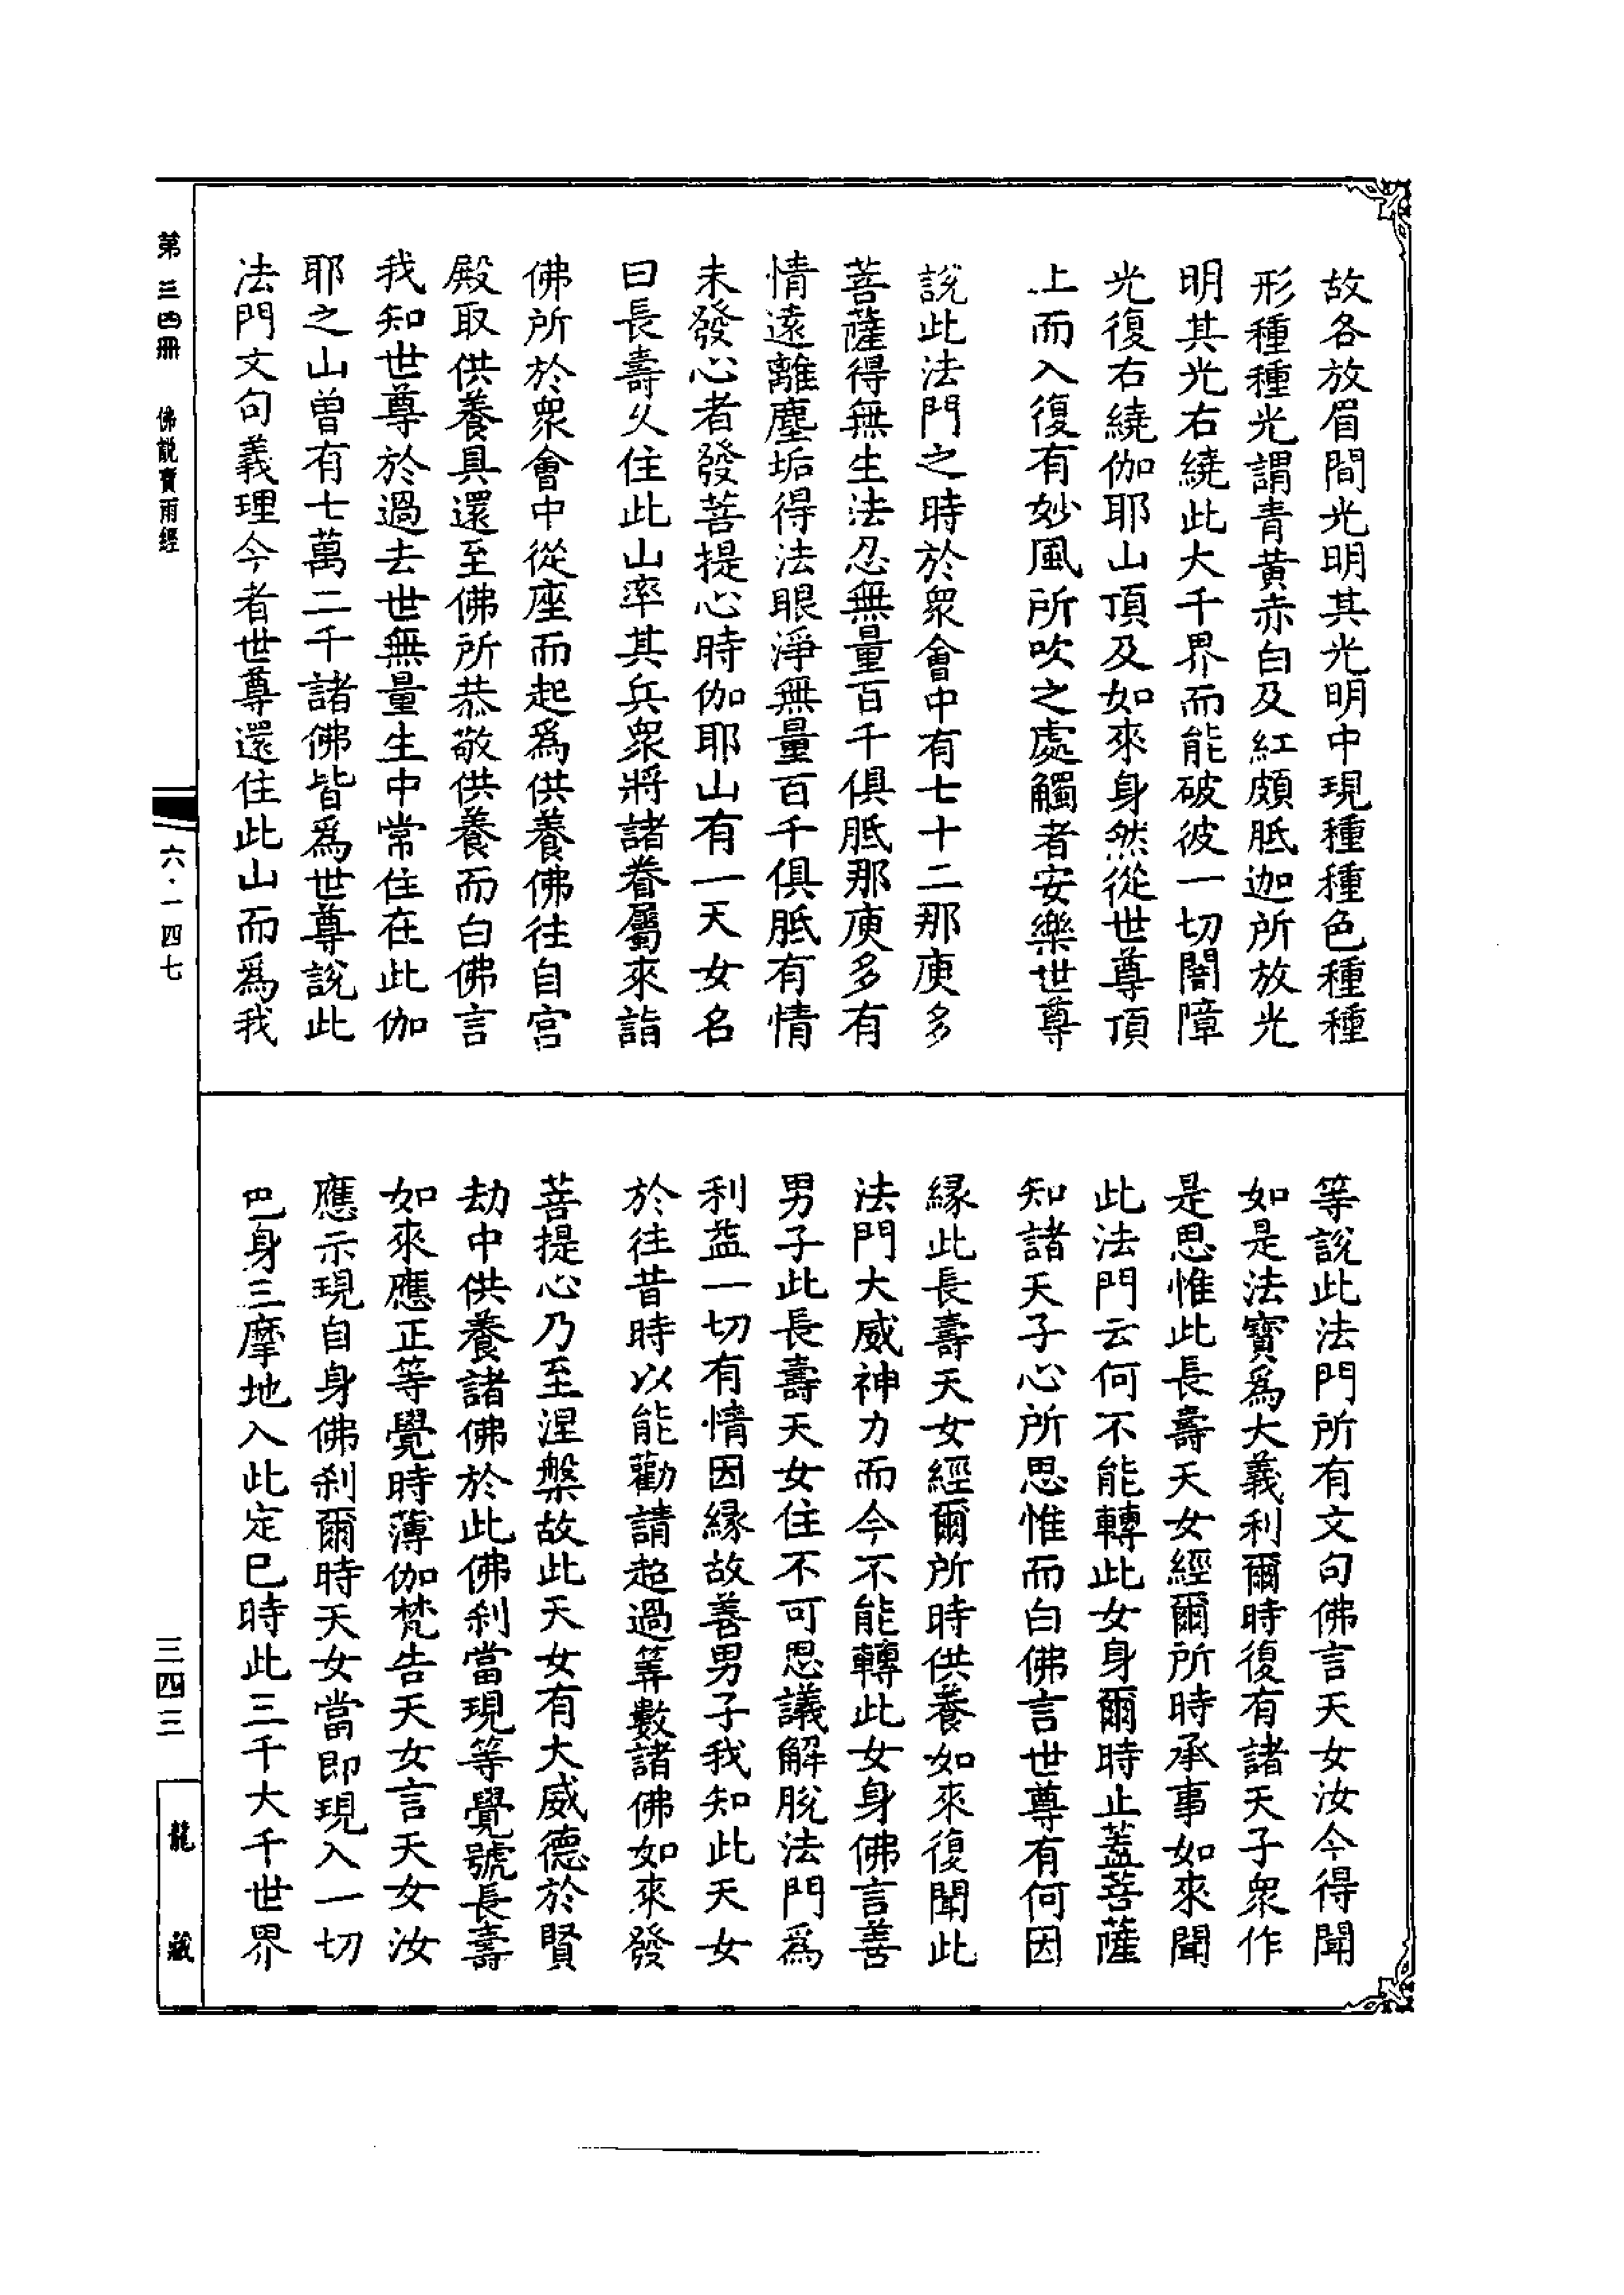 故各放眉間光明其光明中現種種色種種
形種種光謂青黃赤白及紅頗胝迦所放光
明其光右繞此大千界而能破彼一切闇障
光復右繞伽耶山頂及如來身然從世尊頂
上而入復有妙風所吹之處觸者安樂世尊
說此法門之時於衆會中有七十二那庾多
菩薩得無生法忍無量百千俱胝那庾多有
情遠離塵垢得法眼淨無量百千俱胝有情
未發心者發菩提心時伽耶山有一天女名
曰長壽久住此山率其兵衆將諸眷屬來詣
佛所於衆會中從座而起爲供養佛往自宮
殿取供養具還至佛所恭敬供養而白佛言
我知世尊於過去世無量生中常住在此伽
耶之山曾有七萬二千諸佛皆爲世尊說此
法門文句義理今者世尊還住此山而爲我
等說此法門所有文句佛言天女汝今得聞
如是法寶爲大義利爾時復有諸天子衆作
是思惟此長壽天女經爾所時承事如來聞
此法門云何不能轉此女身爾時止蓋菩薩
知諸天子心所思惟而白佛言世尊有何因
緣此長壽天女經爾所時供養如來復聞此
法門大威神力而今不能轉此女身佛言善
男子此長壽天女住不可思議解脫法門爲
利益一切有情因緣故善男子我知此天女
於往昔時以能勸請超過筭數諸佛如來發
菩提心乃至涅槃故此天女有大威德於賢
劫中供養諸佛於此佛刹當現等覺號長壽
如來應正等覺時薄伽梵告天女言天女汝
應示現自身佛刹爾時天女當即現入一切
巴身三摩地入此定已時此三千大千世界
第三四冊 佛說寶雨經
六·一四七
三四三
龍藏